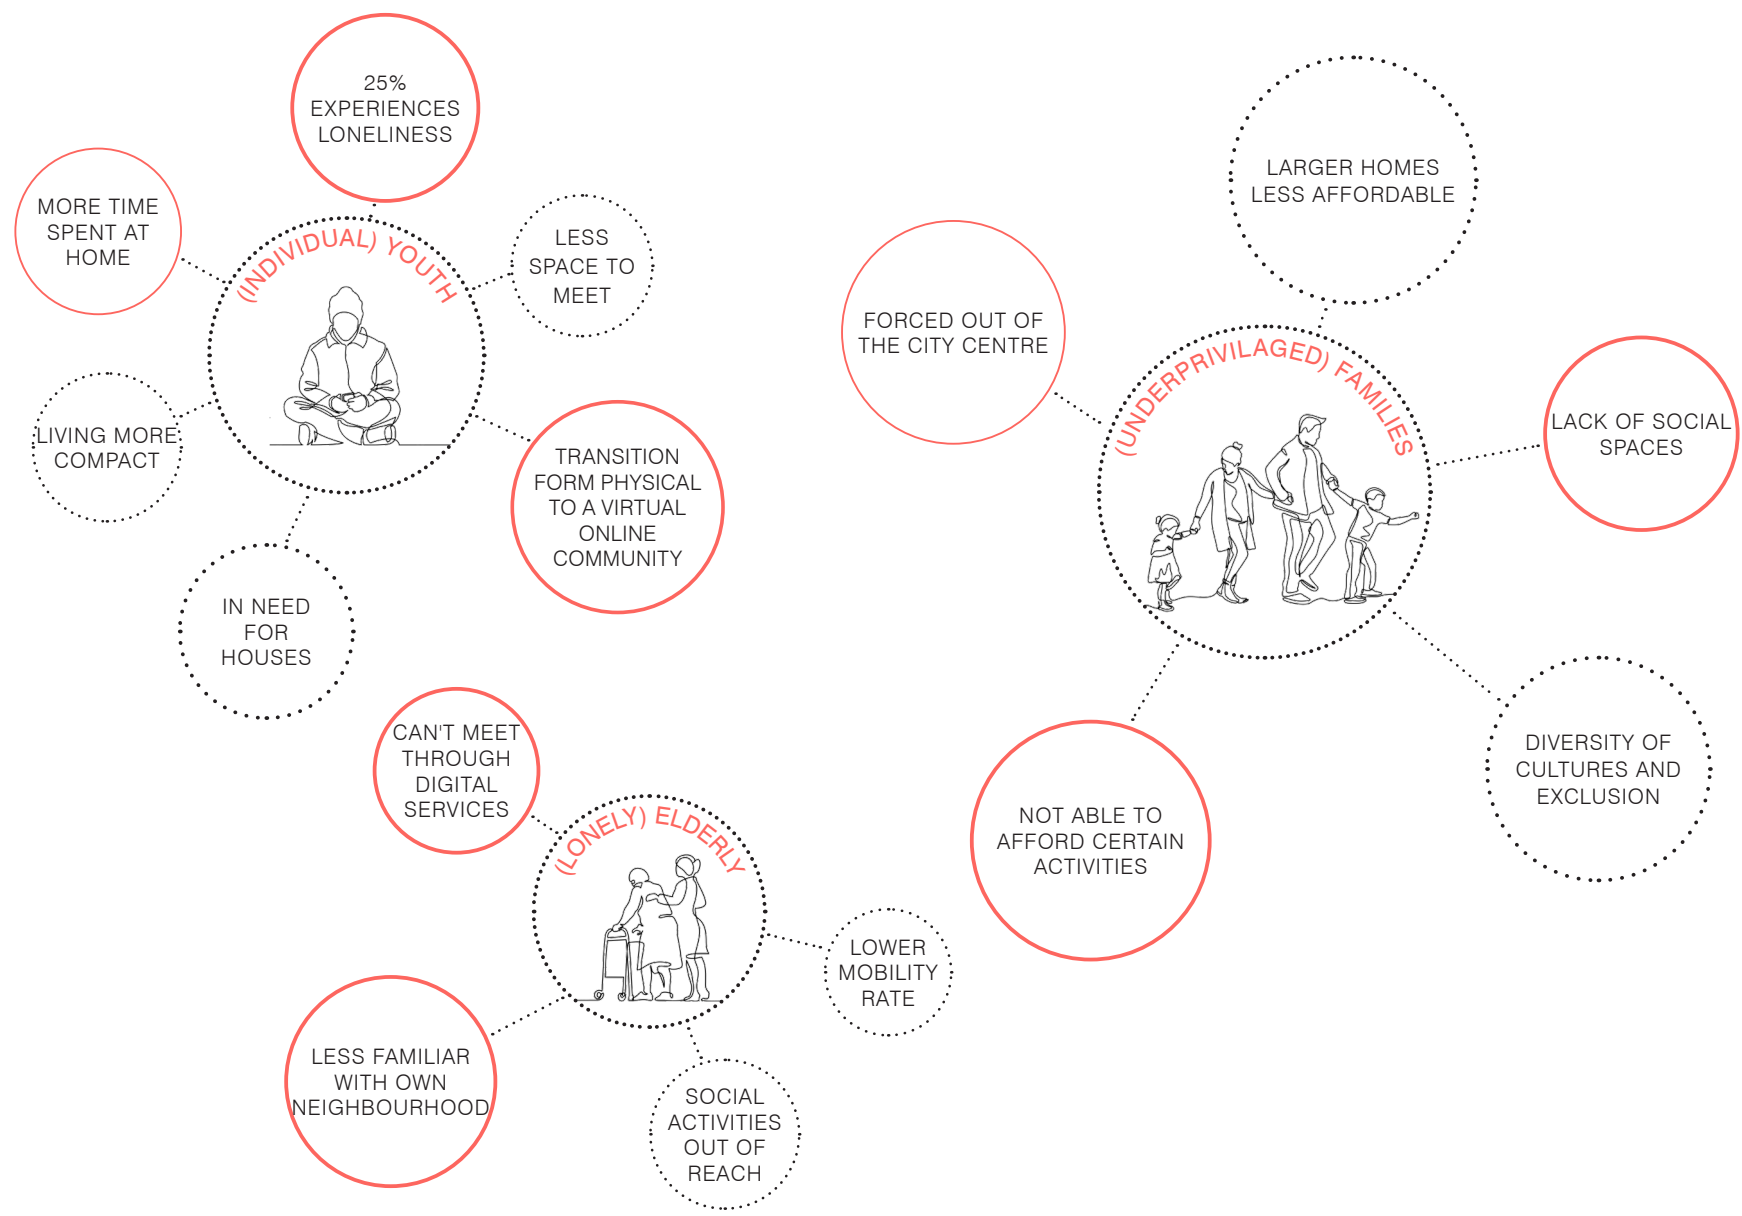 25%
EXPERIENCES
LONELINESS
MORE TIME
SPENT AT
HOME
(INDIVIDUAL) YOUTH
LESS
SPACE TO
MEET
LIVING MORE
COMPACT
TRANSITION
FORM PHYSICAL
TO A VIRTUAL
ONLINE
COMMUNITY
IN NEED
FOR
HOUSES
LARGER HOMES
LESS AFFORDABLE
FORCED OUT OF
THE CITY CENTRE
(UNDERPRIVILAGED) FAMILIES
LACK OF SOCIAL
SPACES
DIVERSITY OF
CULTURES AND
EXCLUSION
NOT ABLE TO
AFFORD CERTAIN
ACTIVITIES
CAN'T MEET
THROUGH
DIGITAL
SERVICES
(LONELY) ELDERLY
LOWER
MOBILITY
RATE
LESS FAMILIAR
WITH OWN
NEIGHBOURHOOD
SOCIAL
ACTIVITIES
OUT OF
REACH